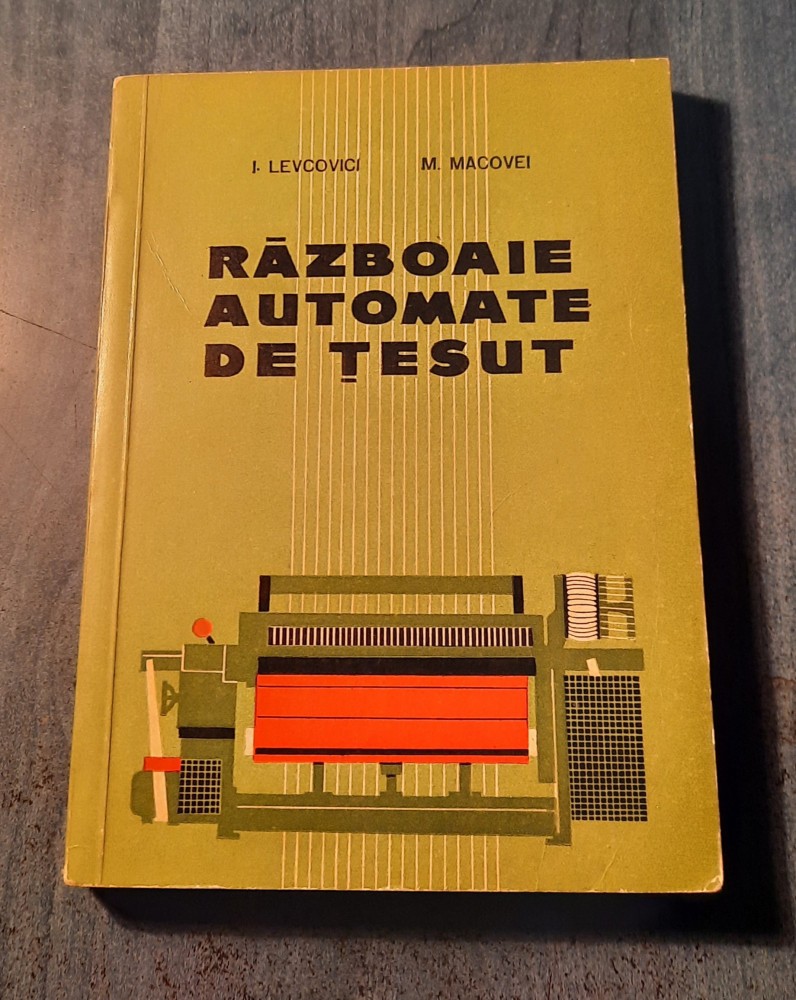 I. LEVCOVICI M. MACOVEI
RĂZBOAIE
AUTOMATE
DE ȚESUT